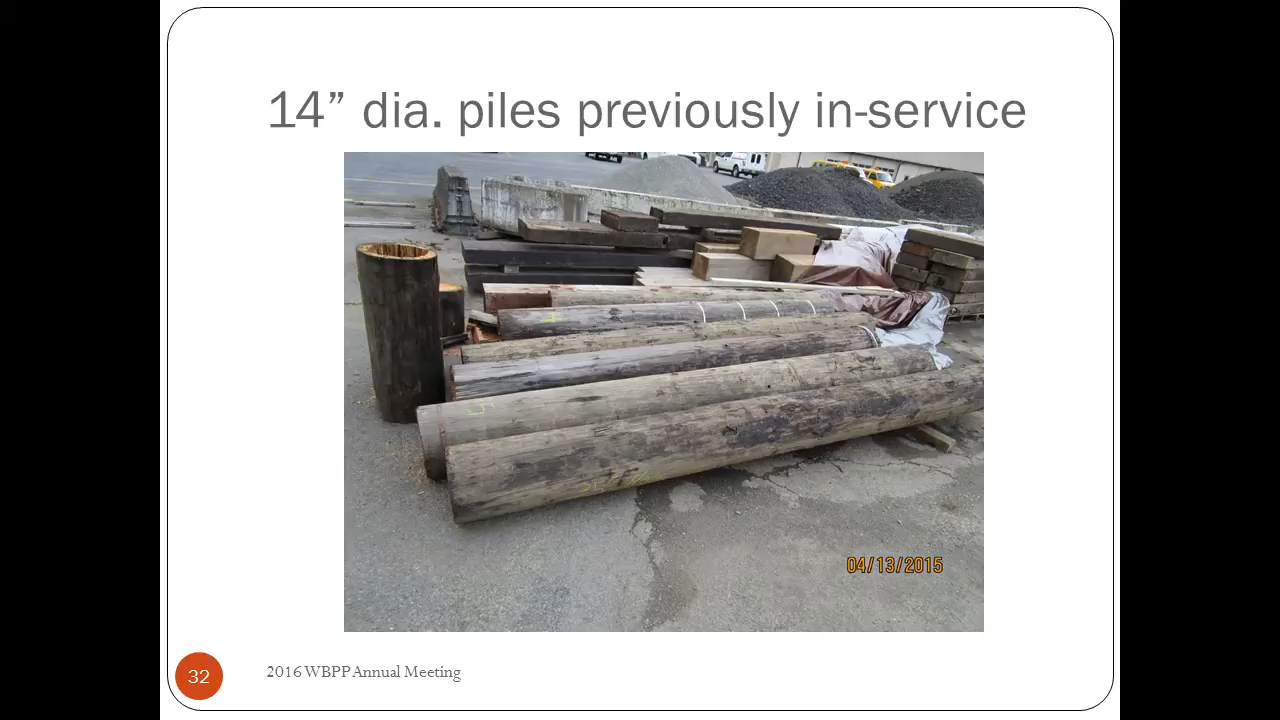 14” dia. piles previously in-service
04/13/2015
32
2016 WBPP Annual Meeting